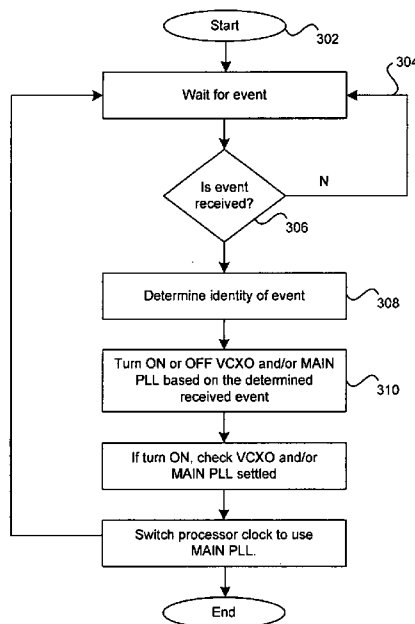 Start
302
304
Wait for event
Is event
received?
N
306
Determine identity of event
308
Turn ON or OFF VCXO and/or MAIN
PLL based on the determined
received event
310
If turn ON, check VCXO and/or
MAIN PLL settled
Switch processor clock to use
MAIN PLL.
End